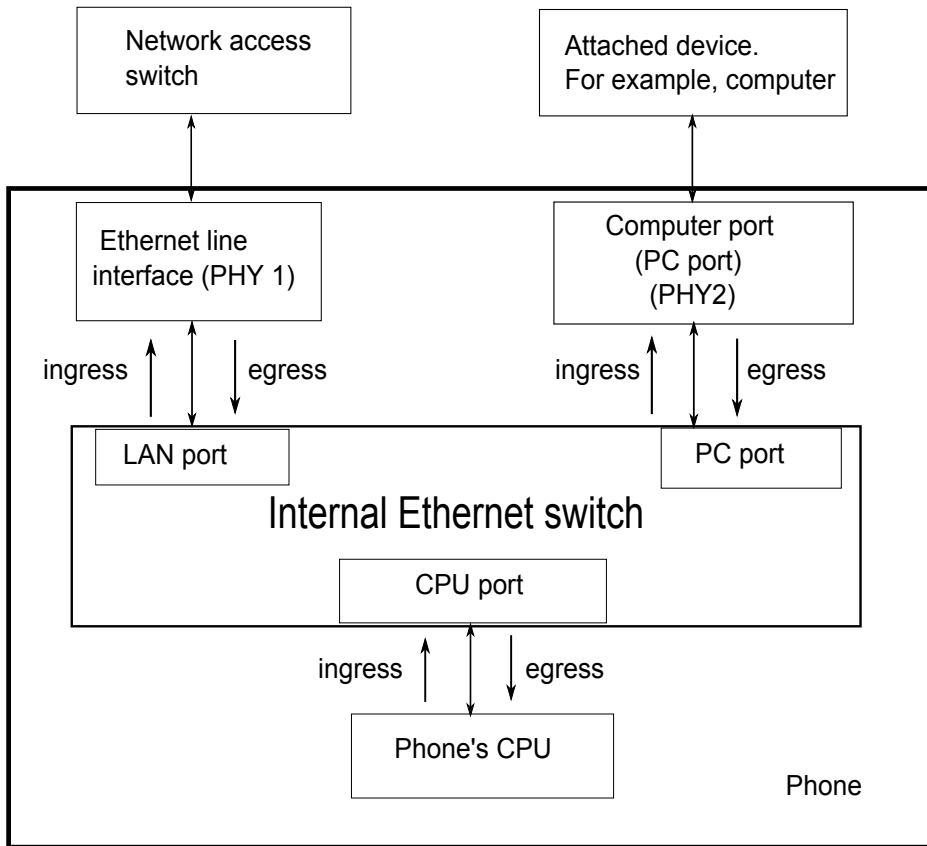 Network access
switch
Attached device.
For example, computer
Ethernet line
interface (PHY 1)
Computer port
(PC port)
(PHY2)
ingress
egress
ingress
egress
LAN port
PC port
Internal Ethernet switch
CPU port
ingress
egress
Phone's CPU
Phone